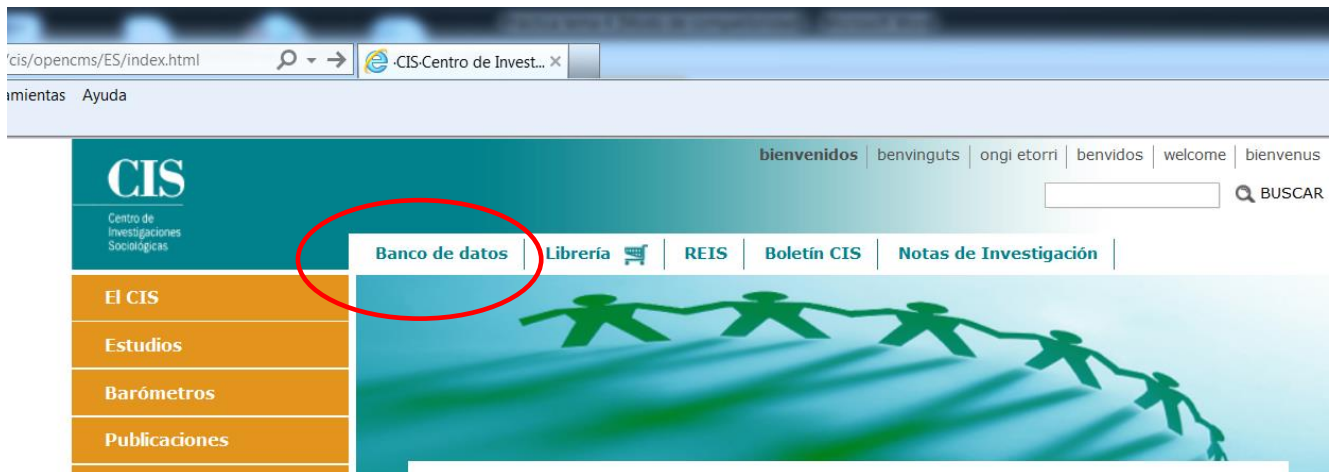 /cis/opencms/ES/index.html
·CIS·Centro de Invest...
amientas Ayuda
bienvenidos benvinguts ongi etorri benvidos welcome bienvenus
BUSCAR
CIS
Centro de
Investigaciones
Sociológicas
Banco de datos Librería REIS Boletín CIS Notas de Investigación
El CIS
Estudios
Barómetros
Publicaciones